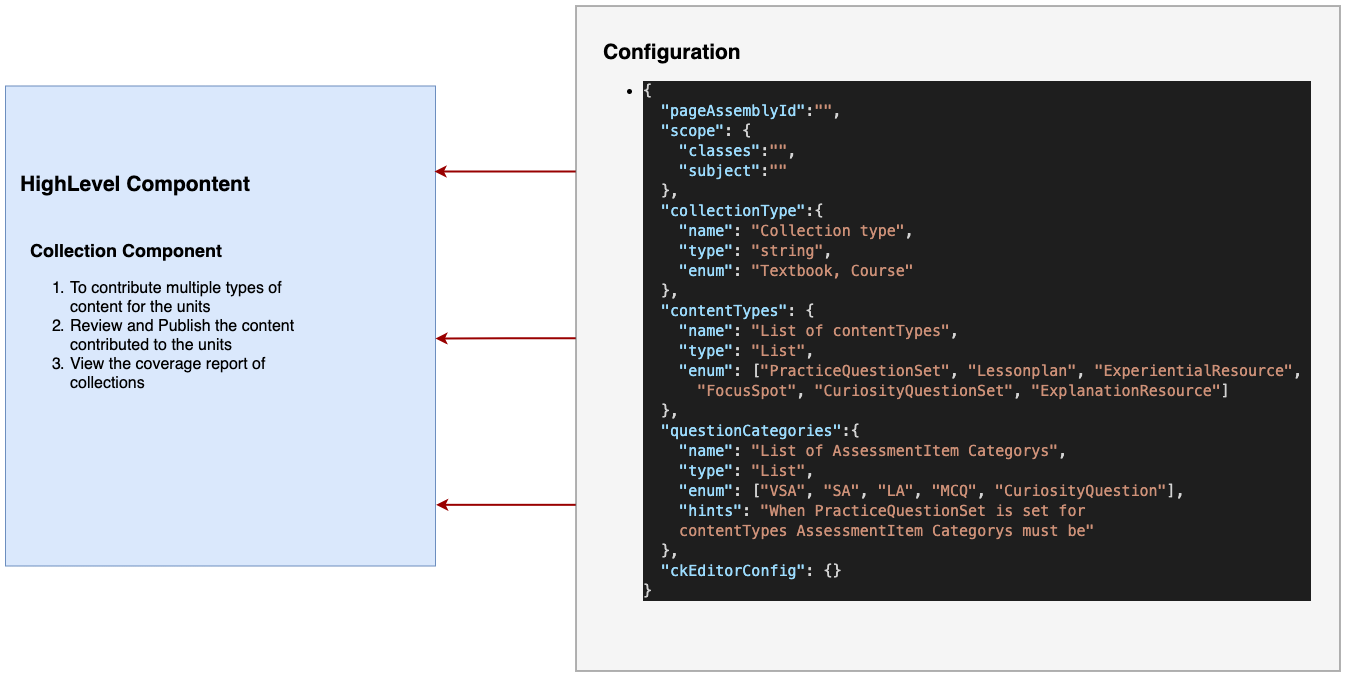 HighLevel Compontent
Collection Component
1. To contribute multiple types of
content for the units
2. Review and Publish the content
contributed to the units
3. View the coverage report of
collections
Configuration
• {
"pageAssemblyId":"",
"scope": {
"classes":"",
"subject":""
},
"collectionType":{
"name": "Collection type",
"type": "string",
"enum": "Textbook, Course"
},
"contentTypes": {
"name": "List of contentTypes",
"type": "List",
"enum": ["PracticeQuestionSet", "Lessonplan", "ExperientialResource",
"FocusSpot", "CuriosityQuestionSet", "ExplanationResource"]
},
"questionCategories":{
"name": "List of AssessmentItem Categorys",
"type": "List",
"enum": ["VSA", "SA", "LA", "MCQ", "CuriosityQuestion"],
"hints": "When PracticeQuestionSet is set for
contentTypes AssessmentItem Categorys must be"
},
"ckEditorConfig": {}
}